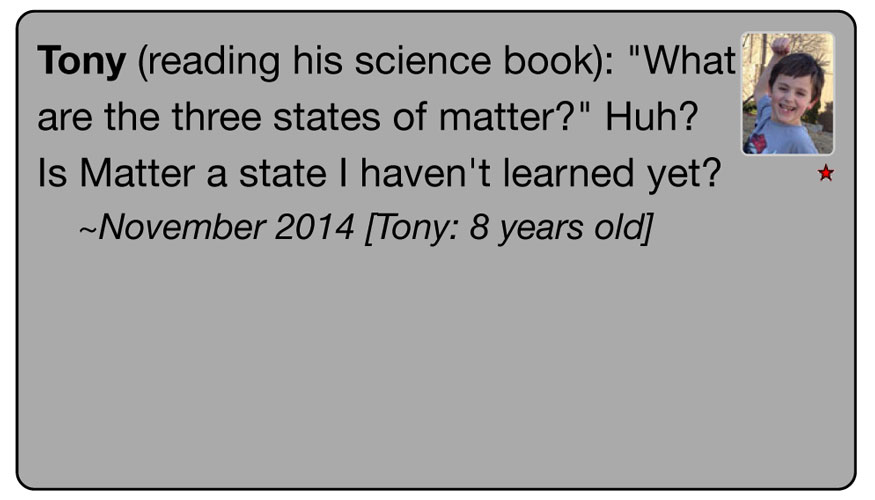 Tony (reading his science book): "What
are the three states of matter?" Huh?
Is Matter a state I haven't learned yet?
~November 2014 [Tony: 8 years old]